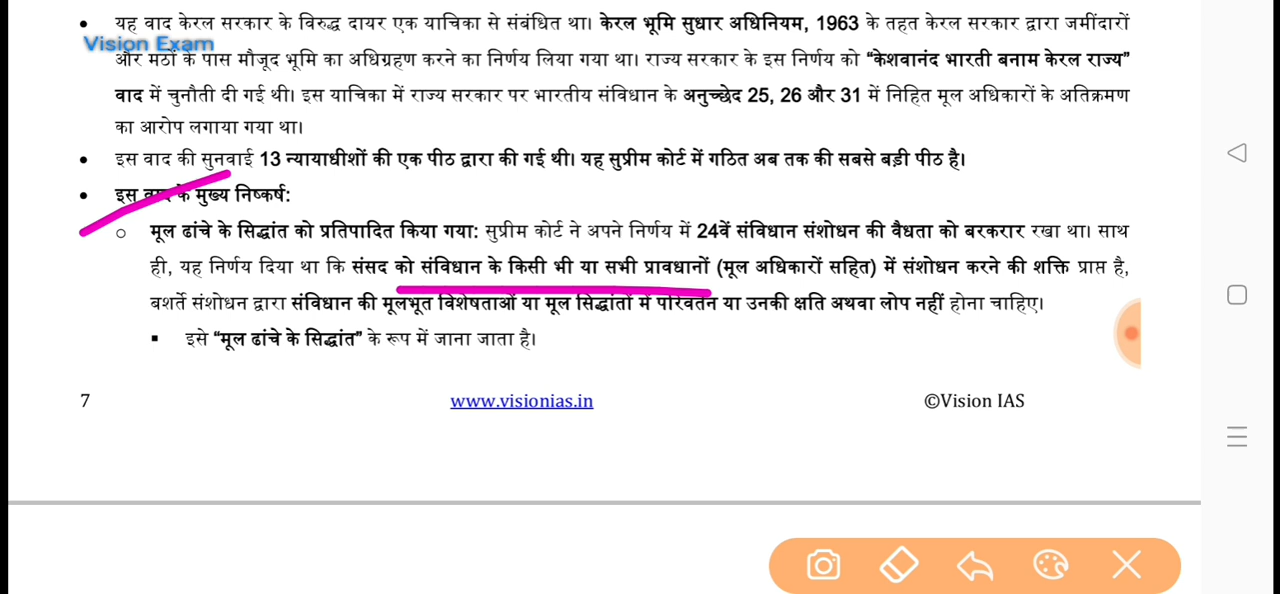 यह वाद केरल सरकार के विरुद्ध दायर एक याचिका से संबंधित था। केरल भूमि सुधार अधिनियम, 1963 के तहत केरल सरकार द्वारा जमींदारों
Vision Exam
और मठों के पास मौजूद भूमि का अधिग्रहण करने का निर्णय लिया गया था। राज्य सरकार के इस निर्णय को “केशवानंद भारती बनाम केरल राज्य”
वाद में चुनौती दी गई थी। इस याचिका में राज्य सरकार पर भारतीय संविधान के अनुच्छेद 25, 26 और 31 में निहित मूल अधिकारों के अतिक्रमण
का आरोप लगाया गया था।
इस वाद की सुनवाई 13 न्यायाधीशों की एक पीठ द्वारा की गई थी। यह सुप्रीम कोर्ट में गठित अब तक की सबसे बड़ी पीठ है।
इस वाद के मुख्य निष्कर्ष:
मूल ढांचे के सिद्धांत को प्रतिपादित किया गया: सुप्रीम कोर्ट ने अपने निर्णय में 24वें संविधान संशोधन की वैधता को बरकरार रखा था। साथ
ही, यह निर्णय दिया था कि संसद को संविधान के किसी भी या सभी प्रावधानों (मूल अधिकारों सहित) में संशोधन करने की शक्ति प्राप्त है,
बशर्ते संशोधन द्वारा संविधान की मूलभूत विशेषताओं या मूल सिद्धांतों में परिवर्तन या उनकी क्षति अथवा लोप नहीं होना चाहिए।
इसे “मूल ढांचे के सिद्धांत” के रूप में जाना जाता है।
7 www.visionias.in ©Vision IAS